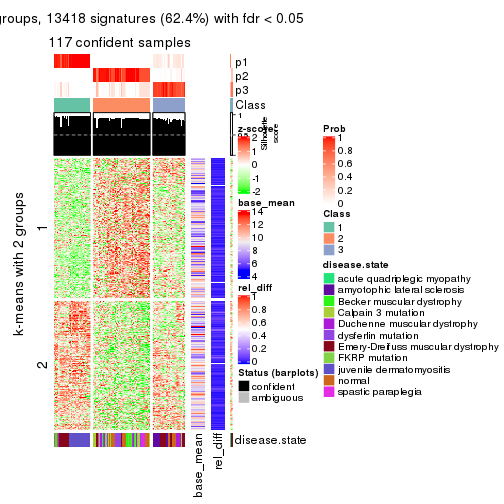 groups, 13418 signatures (62.4%) with fdr < 0.05
117 confident samples
p1
p2
p3
Class
1
Silhouette
score
k-means with 2 groups
1
2
base_mean
rel_diff
disease.state
z-score
2
1
0
-1
-2
base_mean
14
12
10
8
6
4
rel_diff
1
0.8
0.6
0.4
0.2
0
Status (barplots)
confident
ambiguous
Prob
1
0.8
0.6
0.4
0.2
0
Class
1
2
3
disease.state
acute quadriplegic myopathy
amyotophic lateral sclerosis
Becker muscular dystrophy
Calpain 3 mutation
Duchenne muscular dystrophy
dysferlin mutation
Emery-Dreifuss muscular dystrophy
FKRP mutation
juvenile dermatomyositis
normal
spastic paraplegia